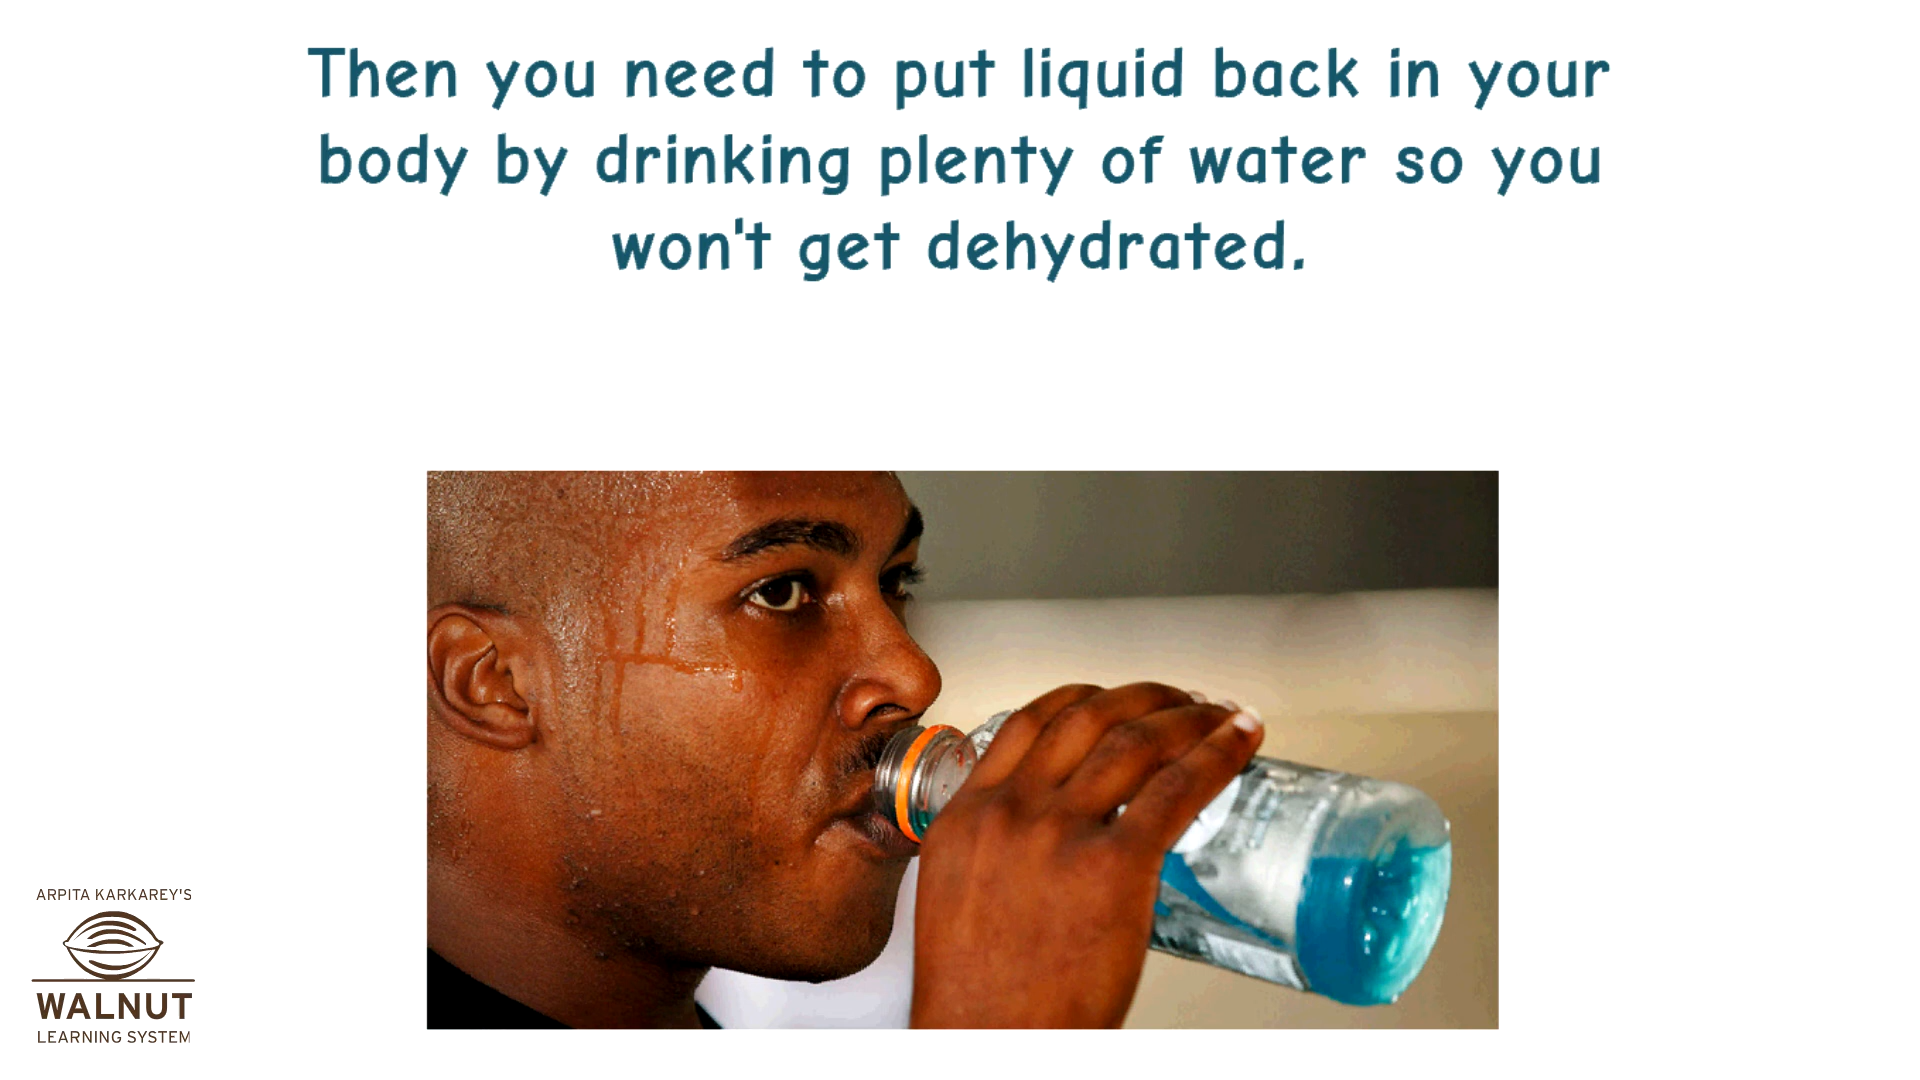 Then you need to put liquid back in your
body by drinking plenty of water so you
won't get dehydrated.
ARPITA KARKAREY'S
WALNUT
LEARNING SYSTEM